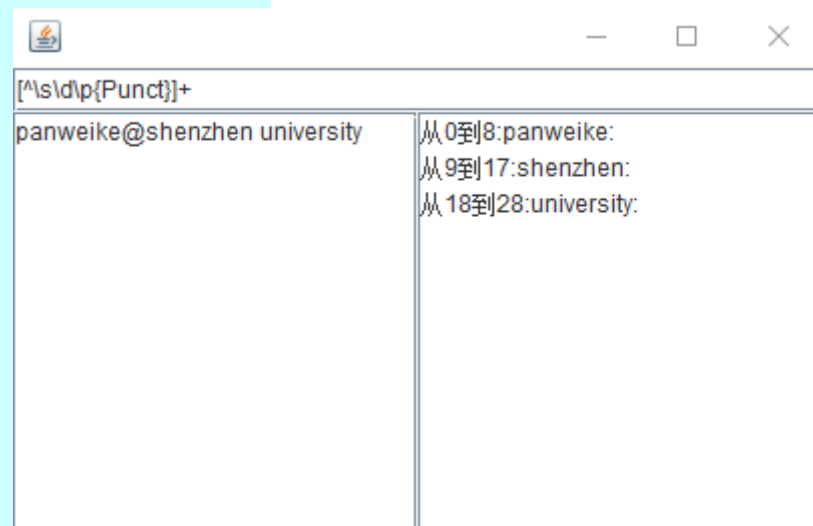 [^\s\d\p{Punct}]+
panweike@shenzhen university
从0到8:panweike:
从9到17:shenzhen:
从18到28:university: